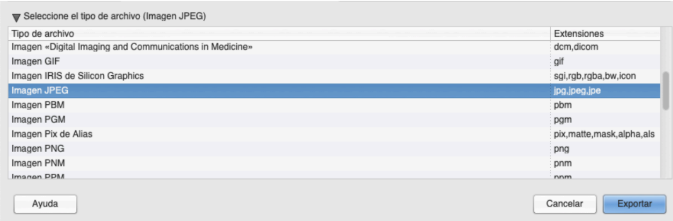 Seleccione el tipo de archivo (Imagen JPEG)
Tipo de archivo Extensiones
Imagen «Digital Imaging and Communications in Medicine» dcm,dicom
Imagen GIF gif
Imagen IRIS de Silicon Graphics sgi,rgb,rgba,bw,icon
Imagen JPEG jpg,jpeg,jpe
Imagen PBM pbm
Imagen PGM pgm
Imagen Pix de Alias pix,matte,mask,alpha,als
Imagen PNG png
Imagen PNM pnm
Imagen PPM ppm
Ayuda Cancelar Exportar